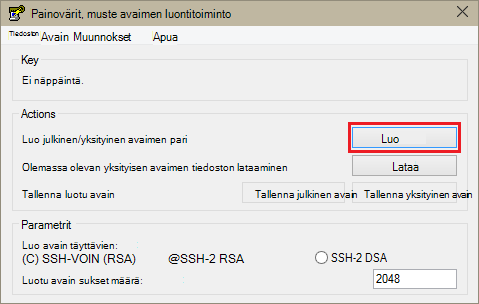 Painovärit, muste avaimen luontitoiminto
Tiedoston Avain Muunnokset Apua
Key
Ei näppäintä.
Actions
Luo julkinen/yksityinen avaimen pari
Luo
Olemassa olevan yksityisen avaimen tiedoston lataaminen
Lataa
Tallenna luotu avain
Tallenna julkinen avain
Tallenna yksityinen avain
Parametrit
Luo avain täyttävien:
(C) SSH-VOIN (RSA) @SSH-2 RSA SSH-2 DSA
Luotu avain sukset määrä:
2048